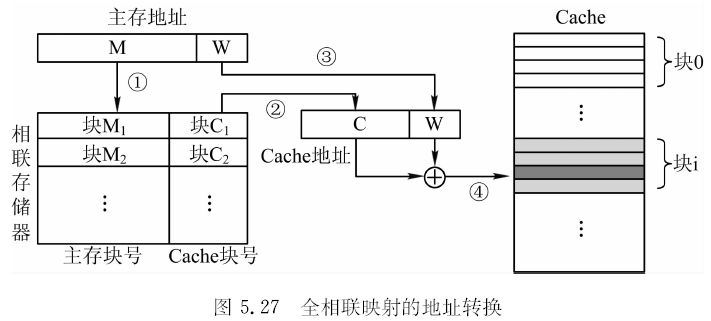 主存地址
Cache
M W
③
块0
①
②
块M₁ 块C₁
C W
相联存储器
块M₂ 块C₂
Cache地址
④
块i
主存块号 Cache块号
图 5.27 全相联映射的地址转换